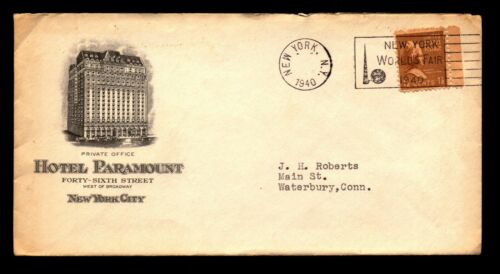 PRIVATE OFFICE
HOTEL PARAMOUNT
FORTY-SIXTH STREET
WEST OF BROADWAY
NEW YORK CITY
NEW YORK, N.Y.
1940
NEW YORK
WORLD'S FAIR
1940
J. H. Roberts
Main St.
Waterbury,Conn.